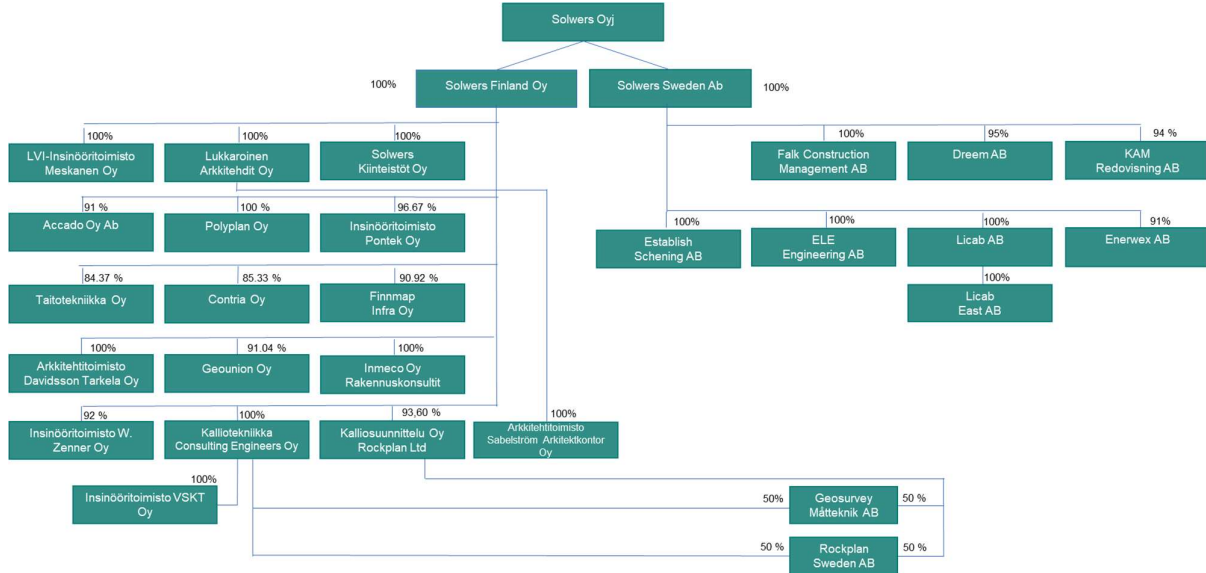 Solwers Oyj
100%
Solwers Finland Oy
Solwers Sweden Ab
100%
100%
100%
100%
LVI-Insinööritoimisto
Meskanen Oy
Lukkaroinen
Arkkitehdit Oy
Solwers
Kiinteistöt Oy
100%
95%
94 %
Falk Construction
Management AB
Dreem AB
KAM
Redovisning AB
91 %
100 %
96.67 %
Accado Oy Ab
Polyplan Oy
Insinööritoimisto
Pontek Oy
100%
100%
100%
91%
Establish
Schening AB
ELE
Engineering AB
Licab AB
Enerwex AB
84.37 %
85.33 %
90.92 %
100%
Taitotekniikka Oy
Contria Oy
Finnmap
Infra Oy
Licab
East AB
100%
91.04 %
100%
Arkkitehtitoimisto
Davidsson Tarkela Oy
Geounion Oy
Inmeco Oy
Rakennuskonsultit
92 %
100%
93,60 %
100%
Insinööritoimisto W.
Zenner Oy
Kalliotekniikka
Consulting Engineers Oy
Kalliosuunnittelu Oy
Rockplan Ltd
Arkkitehtitoimisto
Sabelström Arkitektkontor
Oy
100%
Insinööritoimisto VSKT
Oy
50%
Geosurvey
Måtteknik AB
50 %
50 %
Rockplan
Sweden AB
50 %